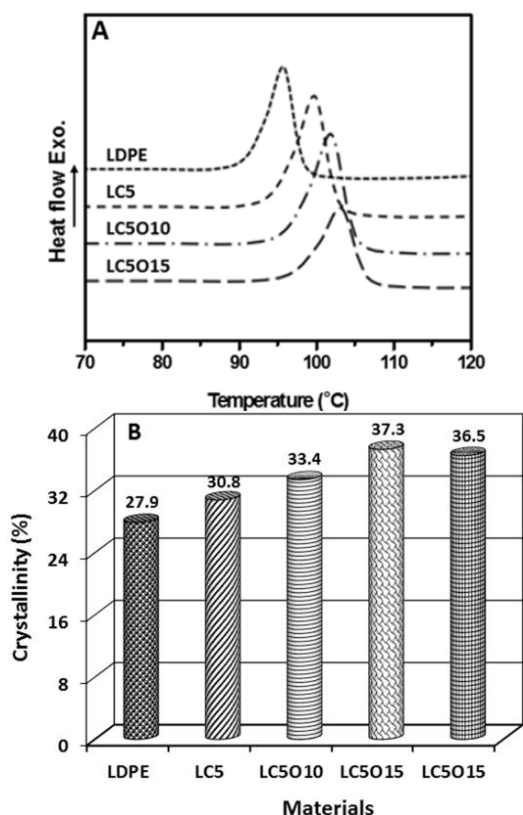 A
Heat flow Exo.
LDPE
LC5
LC5O10
LC5O15
70 80 90 100 110 120
Temperature (°C)
B
Crystallinity (%)
40
32
24
16
8
0
27.9 30.8 33.4 37.3 36.5
LDPE LC5 LC5O10 LC5O15 LC5O15
Materials